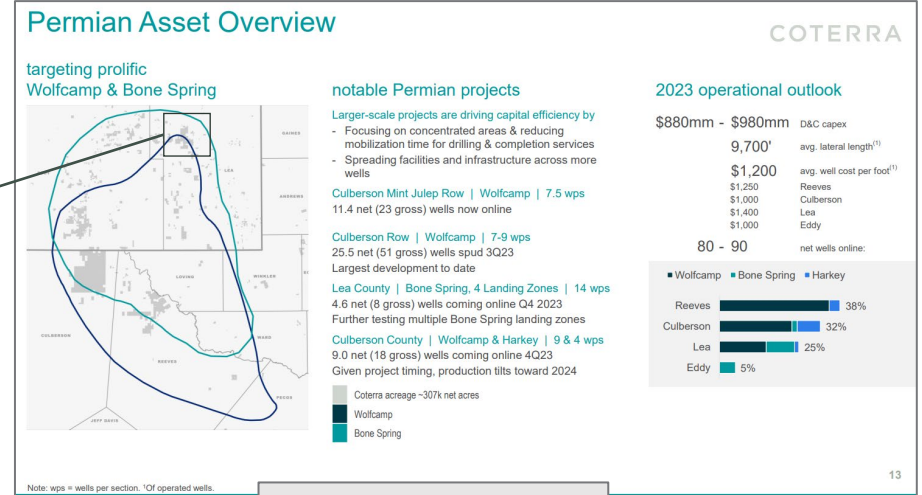 Permian Asset Overview
COTERRA
targeting prolific
Wolfcamp & Bone Spring
GAINES
LEA
ANDREWS
LOVING
WINKLER
CULBERSON
WARD
REEVES
PECOS
JEFF DAVIS
notable Permian projects
Larger-scale projects are driving capital efficiency by
- Focusing on concentrated areas & reducing
mobilization time for drilling & completion services
- Spreading facilities and infrastructure across more
wells
Culberson Mint Julep Row | Wolfcamp | 7.5 wps
11.4 net (23 gross) wells now online
Culberson Row | Wolfcamp | 7-9 wps
25.5 net (51 gross) wells spud 3Q23
Largest development to date
Lea County | Bone Spring, 4 Landing Zones | 14 wps
4.6 net (8 gross) wells coming online Q4 2023
Further testing multiple Bone Spring landing zones
Culberson County | Wolfcamp & Harkey | 9 & 4 wps
9.0 net (18 gross) wells coming online 4Q23
Given project timing, production tilts toward 2024
Coterra acreage ~307k net acres
Wolfcamp
Bone Spring
2023 operational outlook
$880mm - $980mm D&C capex
9,700' avg. lateral length(1)
$1,200 avg. well cost per foot(1)
$1,250 Reeves
$1,000 Culberson
$1,400 Lea
$1,000 Eddy
80 - 90 net wells online:
Wolfcamp Bone Spring Harkey
Reeves 38%
Culberson 32%
Lea 25%
Eddy 5%
Note: wps = wells per section. ¹Of operated wells.
13